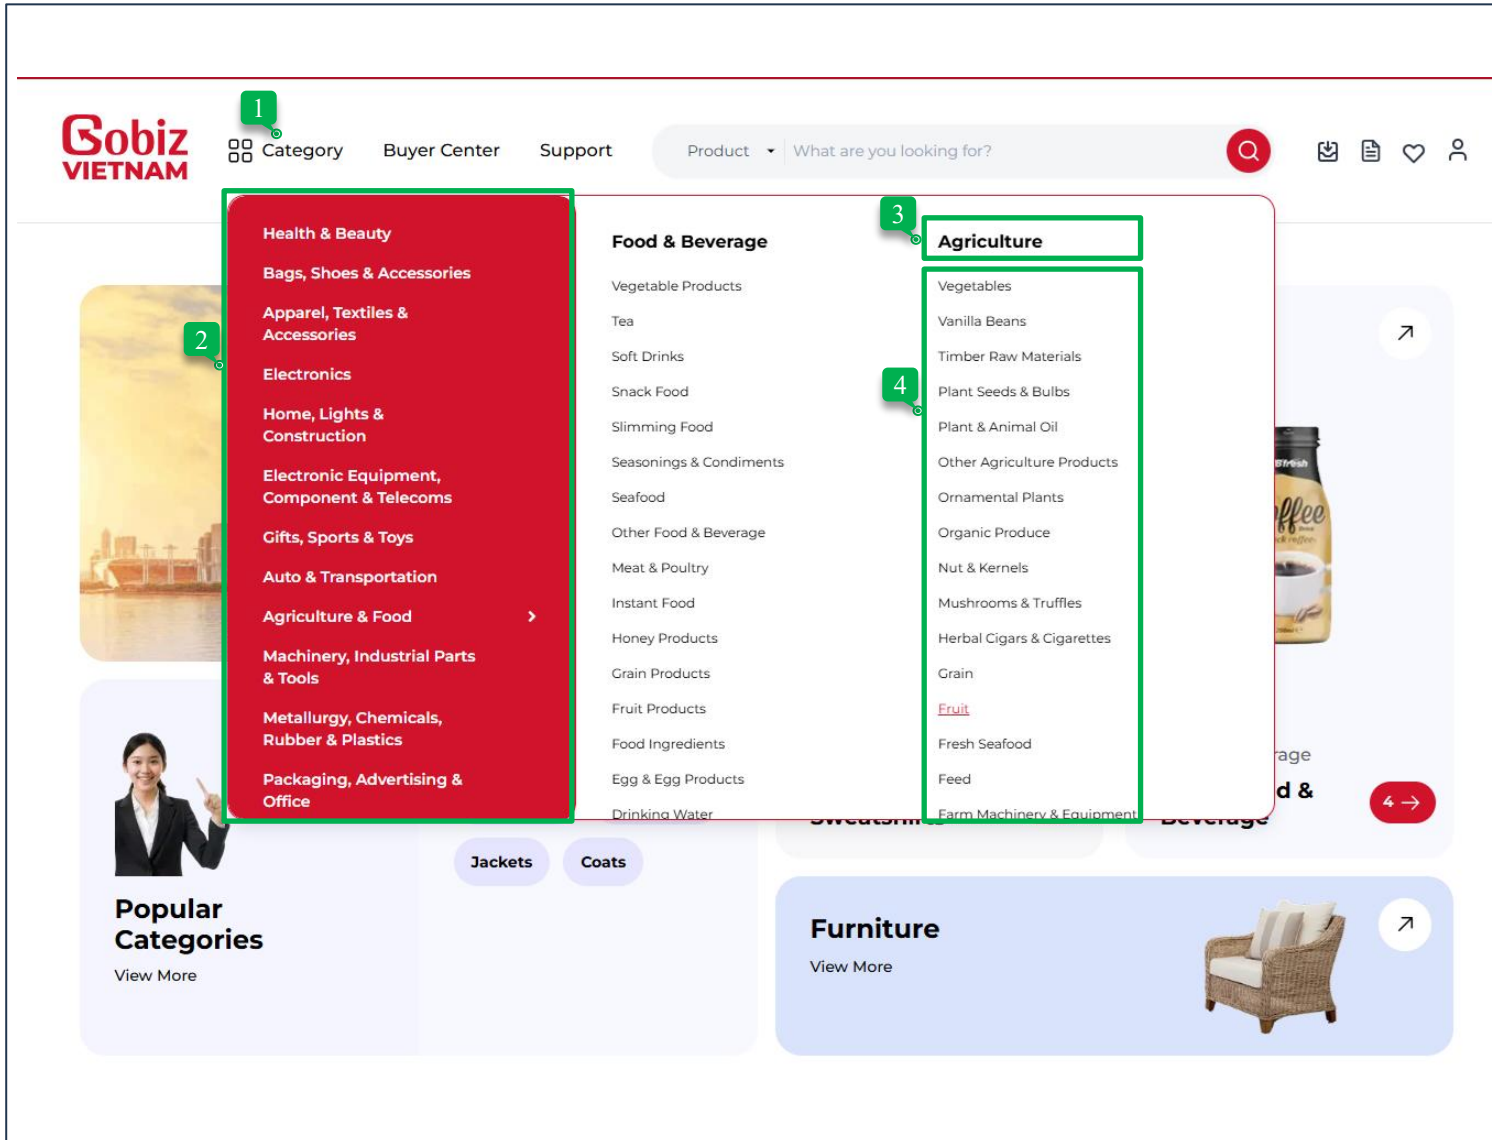 1
Gobiz
VIETNAM
Category
Buyer Center
Support
Product
What are you looking for?
2
Health & Beauty
Bags, Shoes & Accessories
Apparel, Textiles &
Accessories
Electronics
Home, Lights &
Construction
Electronic Equipment,
Component & Telecoms
Gifts, Sports & Toys
Auto & Transportation
Agriculture & Food
Machinery, Industrial Parts
& Tools
Metallurgy, Chemicals,
Rubber & Plastics
Packaging, Advertising &
Office
Food & Beverage
Vegetable Products
Tea
Soft Drinks
Snack Food
Slimming Food
Seasonings & Condiments
Seafood
Other Food & Beverage
Meat & Poultry
Instant Food
Honey Products
Grain Products
Fruit Products
Food Ingredients
Egg & Egg Products
Drinking Water
3
Agriculture
4
Vegetables
Vanilla Beans
Timber Raw Materials
Plant Seeds & Bulbs
Plant & Animal Oil
Other Agriculture Products
Ornamental Plants
Organic Produce
Nut & Kernels
Mushrooms & Truffles
Herbal Cigars & Cigarettes
Grain
Fruit
Fresh Seafood
Feed
Farm Machinery & Equipment
ffee
rage
d &
Beverage
4
Sweatshirts
Jackets
Coats
Popular
Categories
View More
Furniture
View More